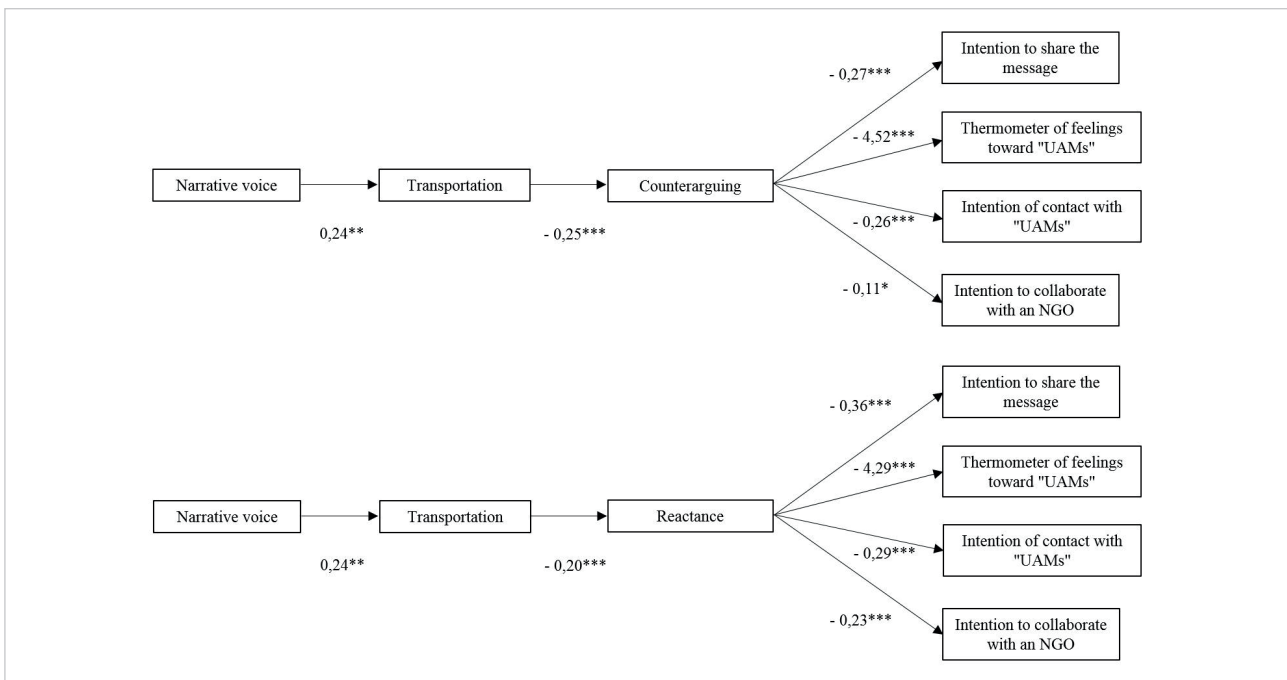 Intention to share the
message
- 0,27***
Thermometer of feelings
toward "UAMs"
- 4,52***
Narrative voice
Transportation
Counterarguing
0,24**
- 0,25***
Intention of contact with
"UAMs"
- 0,26***
Intention to collaborate
with an NGO
- 0,11*
Intention to share the
message
- 0,36***
Thermometer of feelings
toward "UAMs"
- 4,29***
Narrative voice
Transportation
Reactance
0,24**
- 0,20***
Intention of contact with
"UAMs"
- 0,29***
Intention to collaborate
with an NGO
- 0,23***